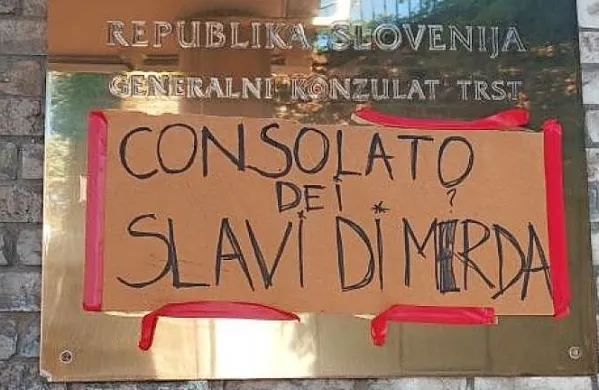 REPUBLIKA SLOVENIJA
GENERALNI KONZULAT TRST
CONSOLATO
DEI ?
SLAVI DI MERDA